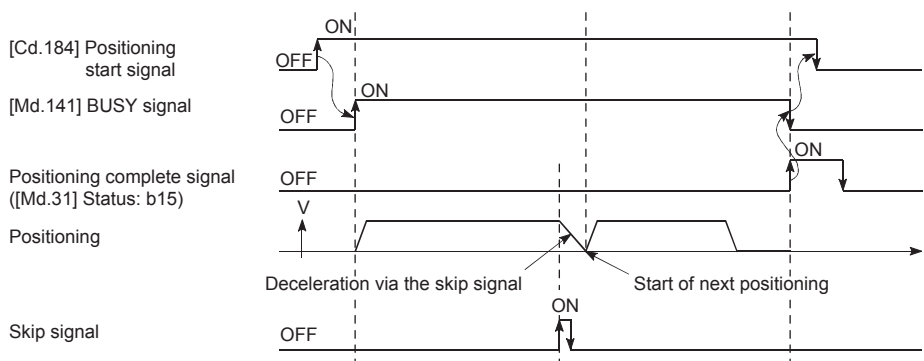 ON
[Cd.184] Positioning
start signal
OFF
ON
[Md.141] BUSY signal
OFF
ON
Positioning complete signal
([Md.31] Status: b15)
OFF
V
Positioning
Deceleration via the skip signal
Start of next positioning
ON
Skip signal
OFF